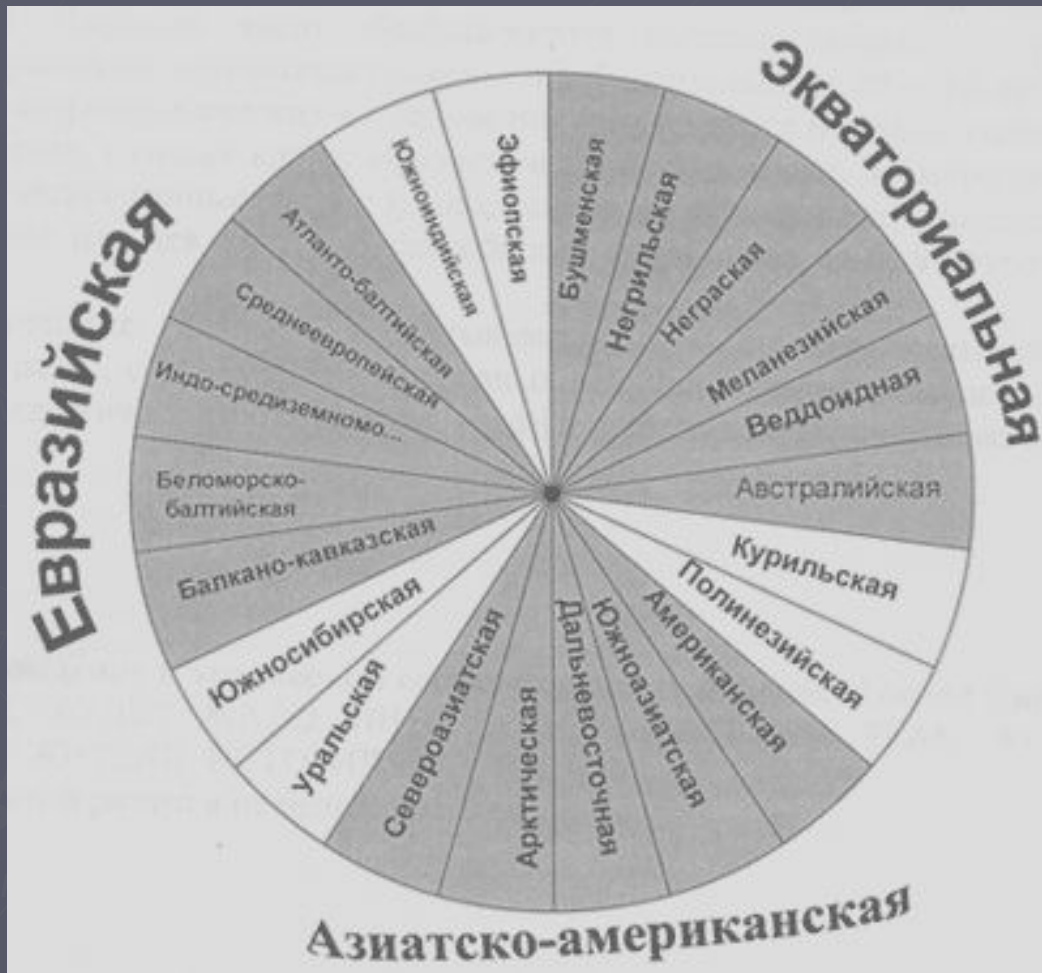 Экваториальная
Евразийская
Азиатско-американская
Бушменская
Негрильская
Неграская
Меланезийская
Веддоидная
Австралийская
Курильская
Полинезийская
Американская
Южноазиатская
Дальневосточная
Арктическая
Североазиатская
Уральская
Южносибирская
Балкано-кавказская
Беломорско-
балтийская
Индо-средиземномо...
Среднеевропейская
Атланто-балтийская
Южноиндийская
Эфиопская